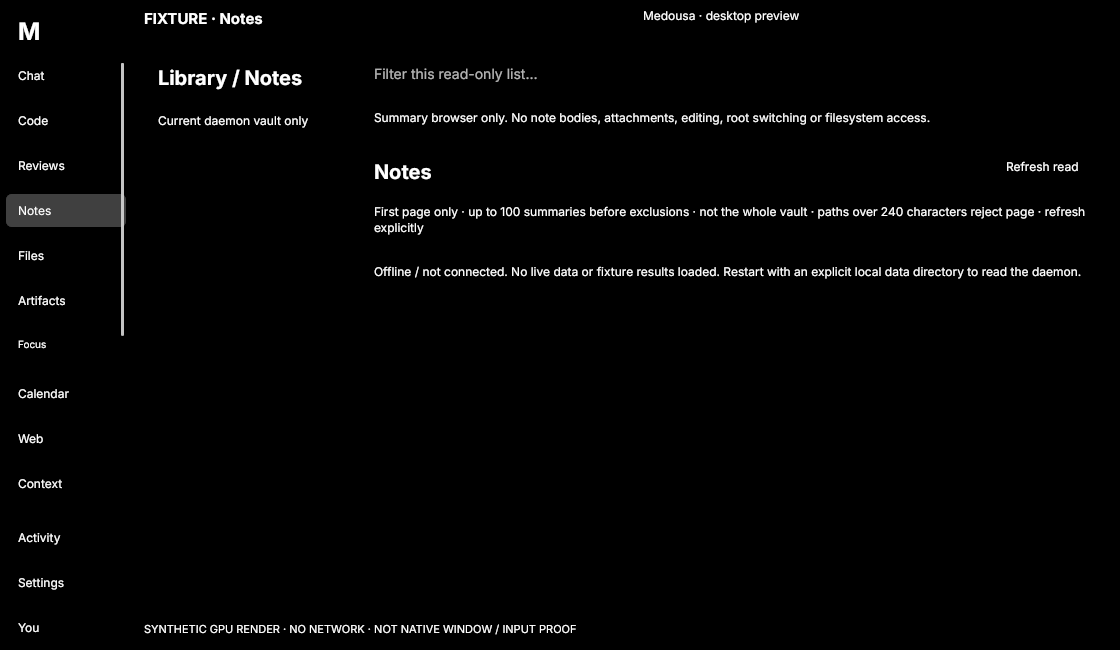 M
FIXTURE · Notes
Medousa · desktop preview
Chat
Code
Reviews
Notes
Files
Artifacts
Focus
Calendar
Web
Context
Activity
Settings
You
Library / Notes
Current daemon vault only
Filter this read-only list...
Summary browser only. No note bodies, attachments, editing, root switching or filesystem access.
Notes
Refresh read
First page only · up to 100 summaries before exclusions · not the whole vault · paths over 240 characters reject page · refresh
explicitly
Offline / not connected. No live data or fixture results loaded. Restart with an explicit local data directory to read the daemon.
SYNTHETIC GPU RENDER · NO NETWORK · NOT NATIVE WINDOW / INPUT PROOF